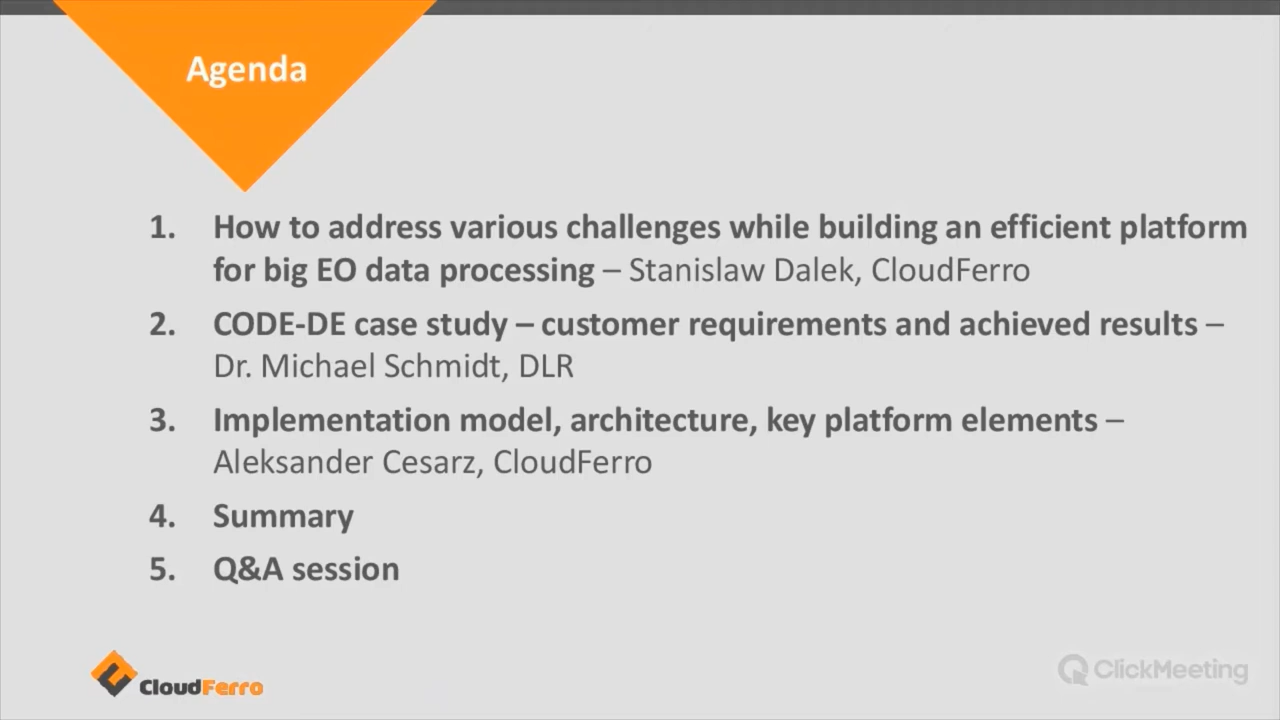 Agenda
1. How to address various challenges while building an efficient platform
for big EO data processing – Stanislaw Dalek, CloudFerro
2. CODE-DE case study – customer requirements and achieved results –
Dr. Michael Schmidt, DLR
3. Implementation model, architecture, key platform elements –
Aleksander Cesarz, CloudFerro
4. Summary
5. Q&A session
CloudFerro
ClickMeeting